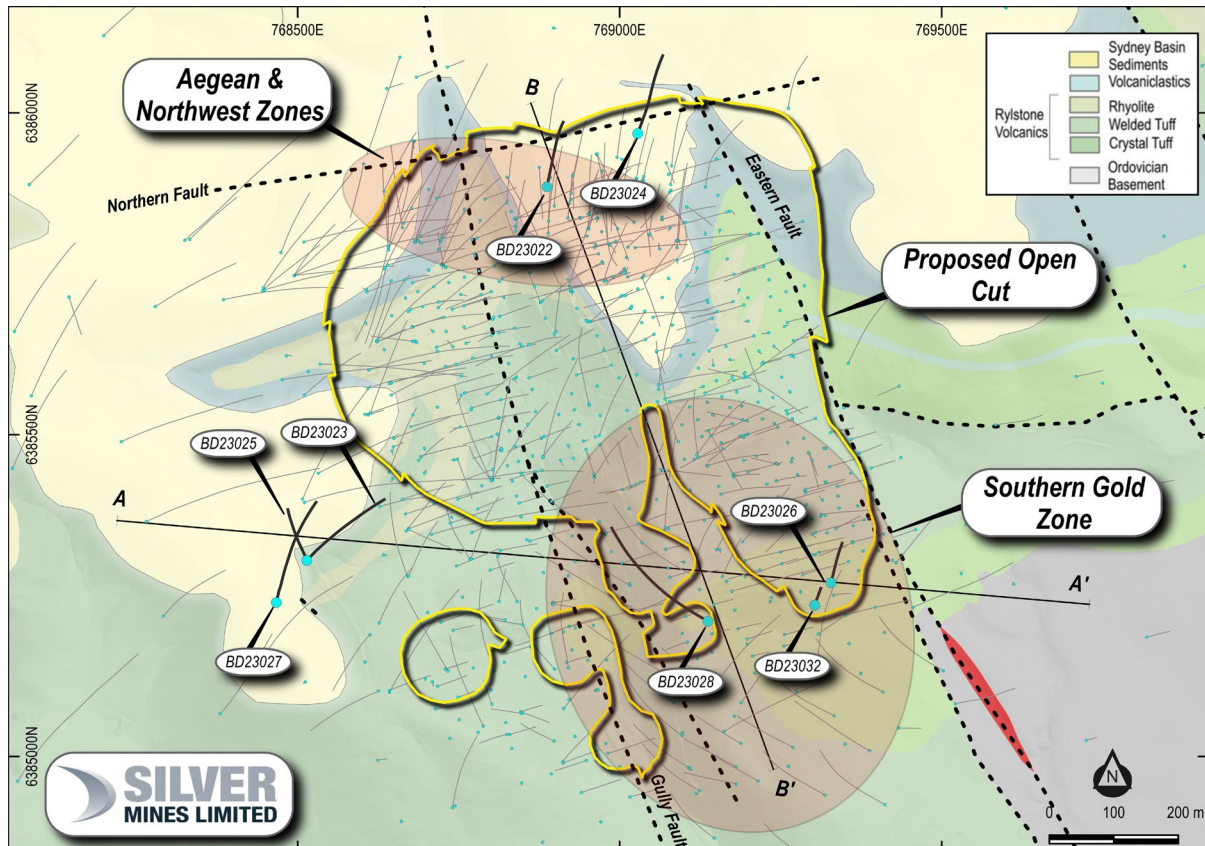 768500E
769000E
769500E
6386000N
6385500N
6385000N
Aegean &
Northwest Zones
B
Northern Fault
BD23024
BD23022
Eastern Fault
Proposed Open
Cut
Sydney Basin
Sediments
Volcaniclastics
Rylstone
Volcanics
Rhyolite
Welded Tuff
Crystal Tuff
Ordovician
Basement
BD23025
BD23023
A
Southern Gold
Zone
BD23026
A'
BD23027
BD23028
BD23032
B'
Gully Fault
SILVER
MINES LIMITED
N
0 100 200 m